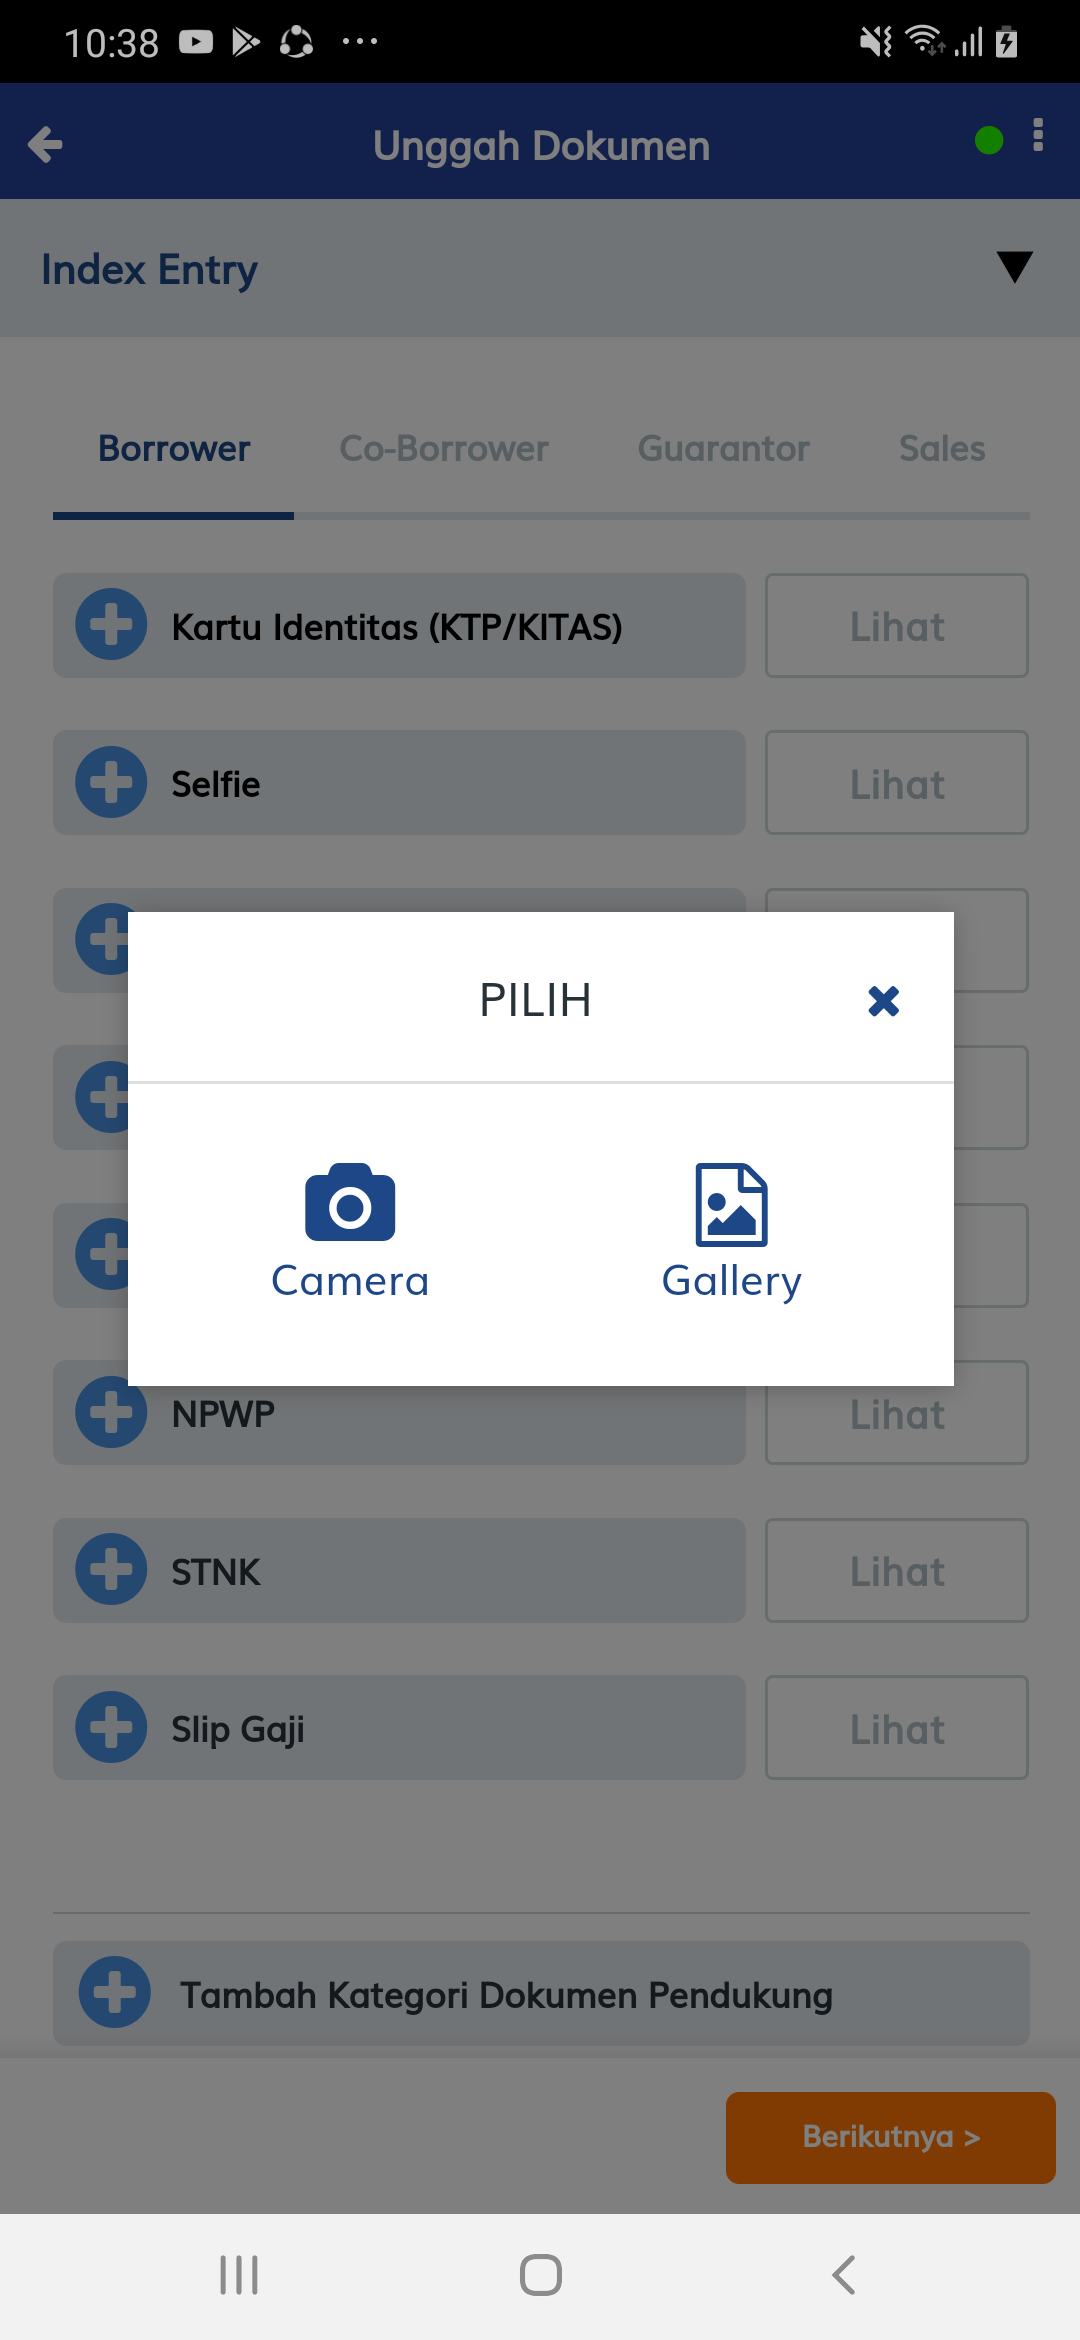 10:38
Unggah Dokumen
Index Entry
Borrower Co-Borrower Guarantor Sales
Kartu Identitas (KTP/KITAS) Lihat
Selfie Lihat
PILIH
Camera Gallery
NPWP Lihat
STNK Lihat
Slip Gaji Lihat
Tambah Kategori Dokumen Pendukung
Berikutnya >